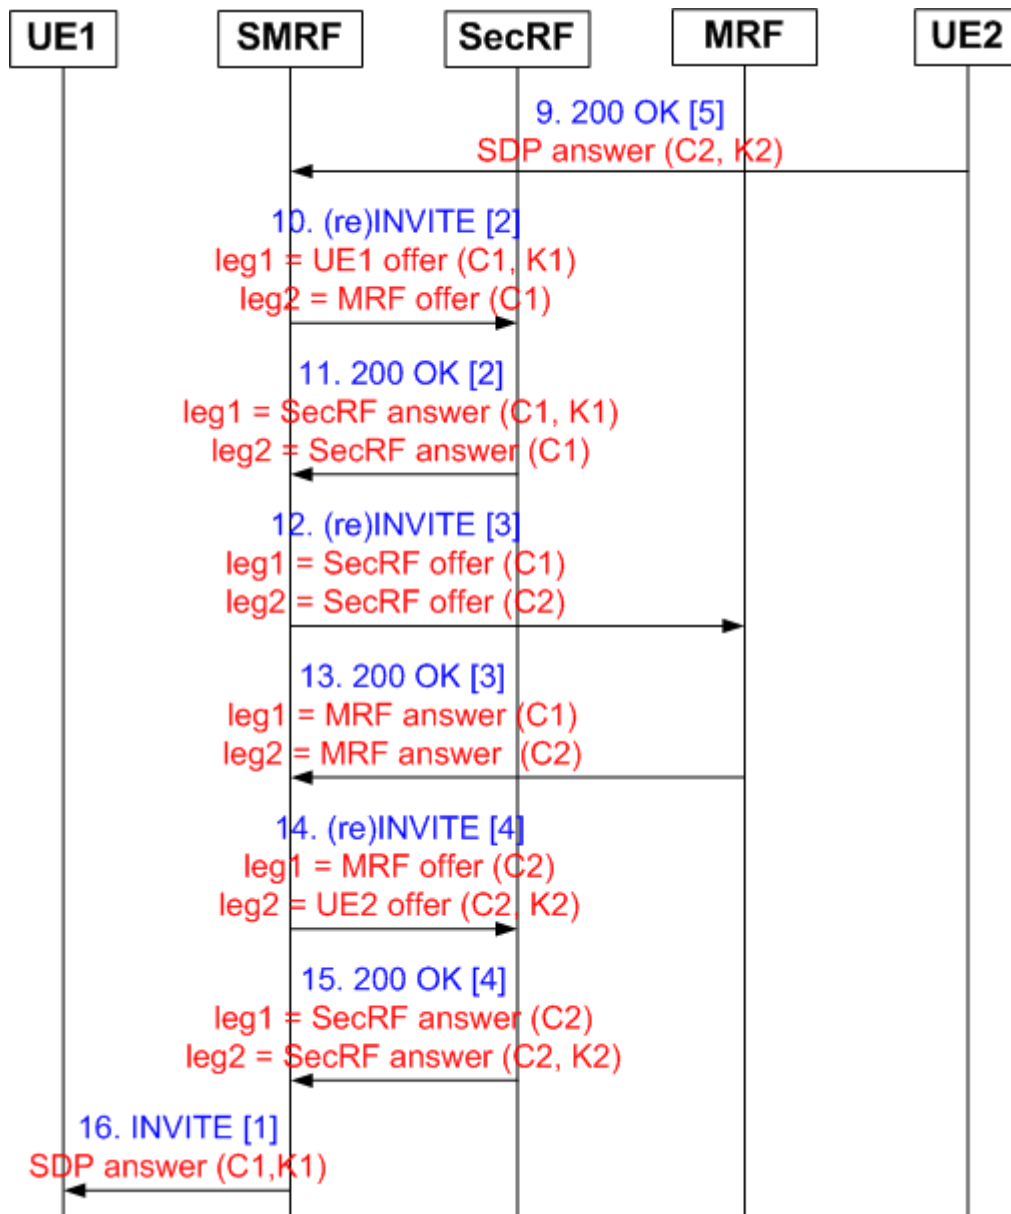 UE1 SMRF SecRF MRF UE2
9. 200 OK [5]
SDP answer (C2, K2)
10. (re)INVITE [2]
leg1 = UE1 offer (C1, K1)
leg2 = MRF offer (C1)
11. 200 OK [2]
leg1 = SecRF answer (C1, K1)
leg2 = SecRF answer (C1)
12. (re)INVITE [3]
leg1 = SecRF offer (C1)
leg2 = SecRF offer (C2)
13. 200 OK [3]
leg1 = MRF answer (C1)
leg2 = MRF answer (C2)
14. (re)INVITE [4]
leg1 = MRF offer (C2)
leg2 = UE2 offer (C2, K2)
15. 200 OK [4]
leg1 = SecRF answer (C2)
leg2 = SecRF answer (C2, K2)
16. INVITE [1]
SDP answer (C1,K1)